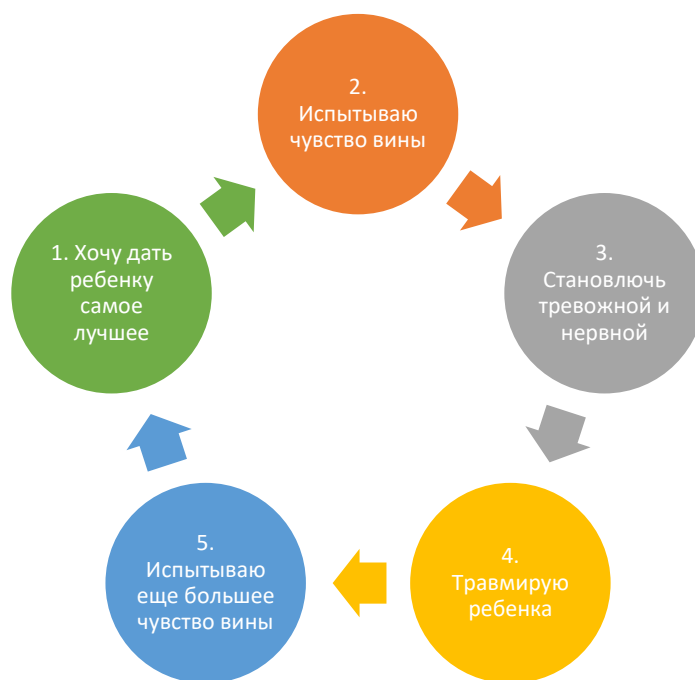 1. Хочу дать
ребенку
самое
лучшее
2.
Испытываю
чувство вины
3.
Становлючь
тревожной и
нервной
4.
Травмирую
ребенка
5.
Испытываю
еще большее
чувство вины